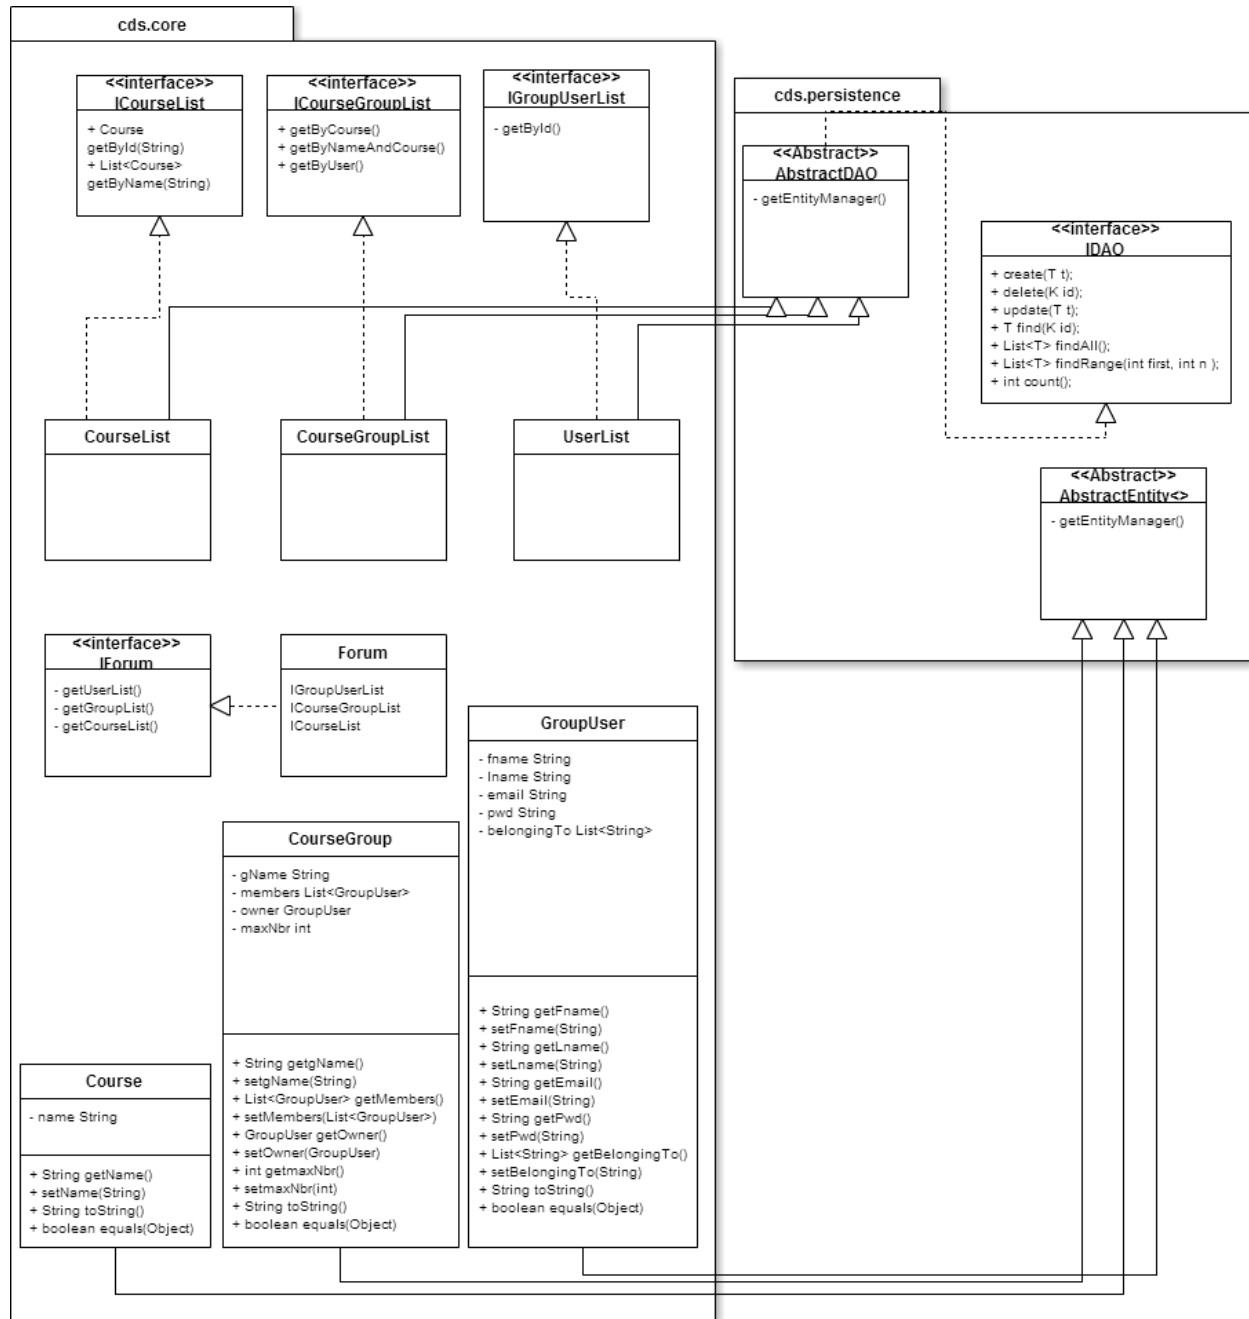 cds.core
<<interface>>
ICourseList
+ Course
getById(String)
+ List<Course>
getByName(String)
<<interface>>
ICourseGroupList
+ getByCourse()
+ getByNameAndCourse()
+ getByUser()
<<interface>>
IGroupUserList
- getById()
cds.persistence
<<Abstract>>
AbstractDAO
- getEntityManager()
<<interface>>
IDAO
+ create(T t);
+ delete(K id);
+ update(T t);
+ T find(K id);
+ List<T> findAll();
+ List<T> findRange(int first, int n );
+ int count();
CourseList
CourseGroupList
UserList
<<Abstract>>
AbstractEntity<>
- getEntityManager()
<<interface>>
IForum
- getUserList()
- getGroupList()
- getCourseList()
Forum
IGroupUserList
ICourseGroupList
ICourseList
GroupUser
- fname String
- lname String
- email String
- pwd String
- belongingTo List<String>
+ String getFname()
+ setFname(String)
+ String getLname()
+ setLname(String)
+ String getEmail()
+ setEmail(String)
+ String getPwd()
+ setPwd(String)
+ List<String> getBelongingTo()
+ setBelongingTo(String)
+ String toString()
+ boolean equals(Object)
CourseGroup
- gName String
- members List<GroupUser>
- owner GroupUser
- maxNbr int
+ String getgName()
+ setgName(String)
+ List<GroupUser> getMembers()
+ setMembers(List<GroupUser>)
+ GroupUser getOwner()
+ setOwner(GroupUser)
+ int getmaxNbr()
+ setmaxNbr(int)
+ String toString()
+ boolean equals(Object)
Course
- name String
+ String getName()
+ setName(String)
+ String toString()
+ boolean equals(Object)